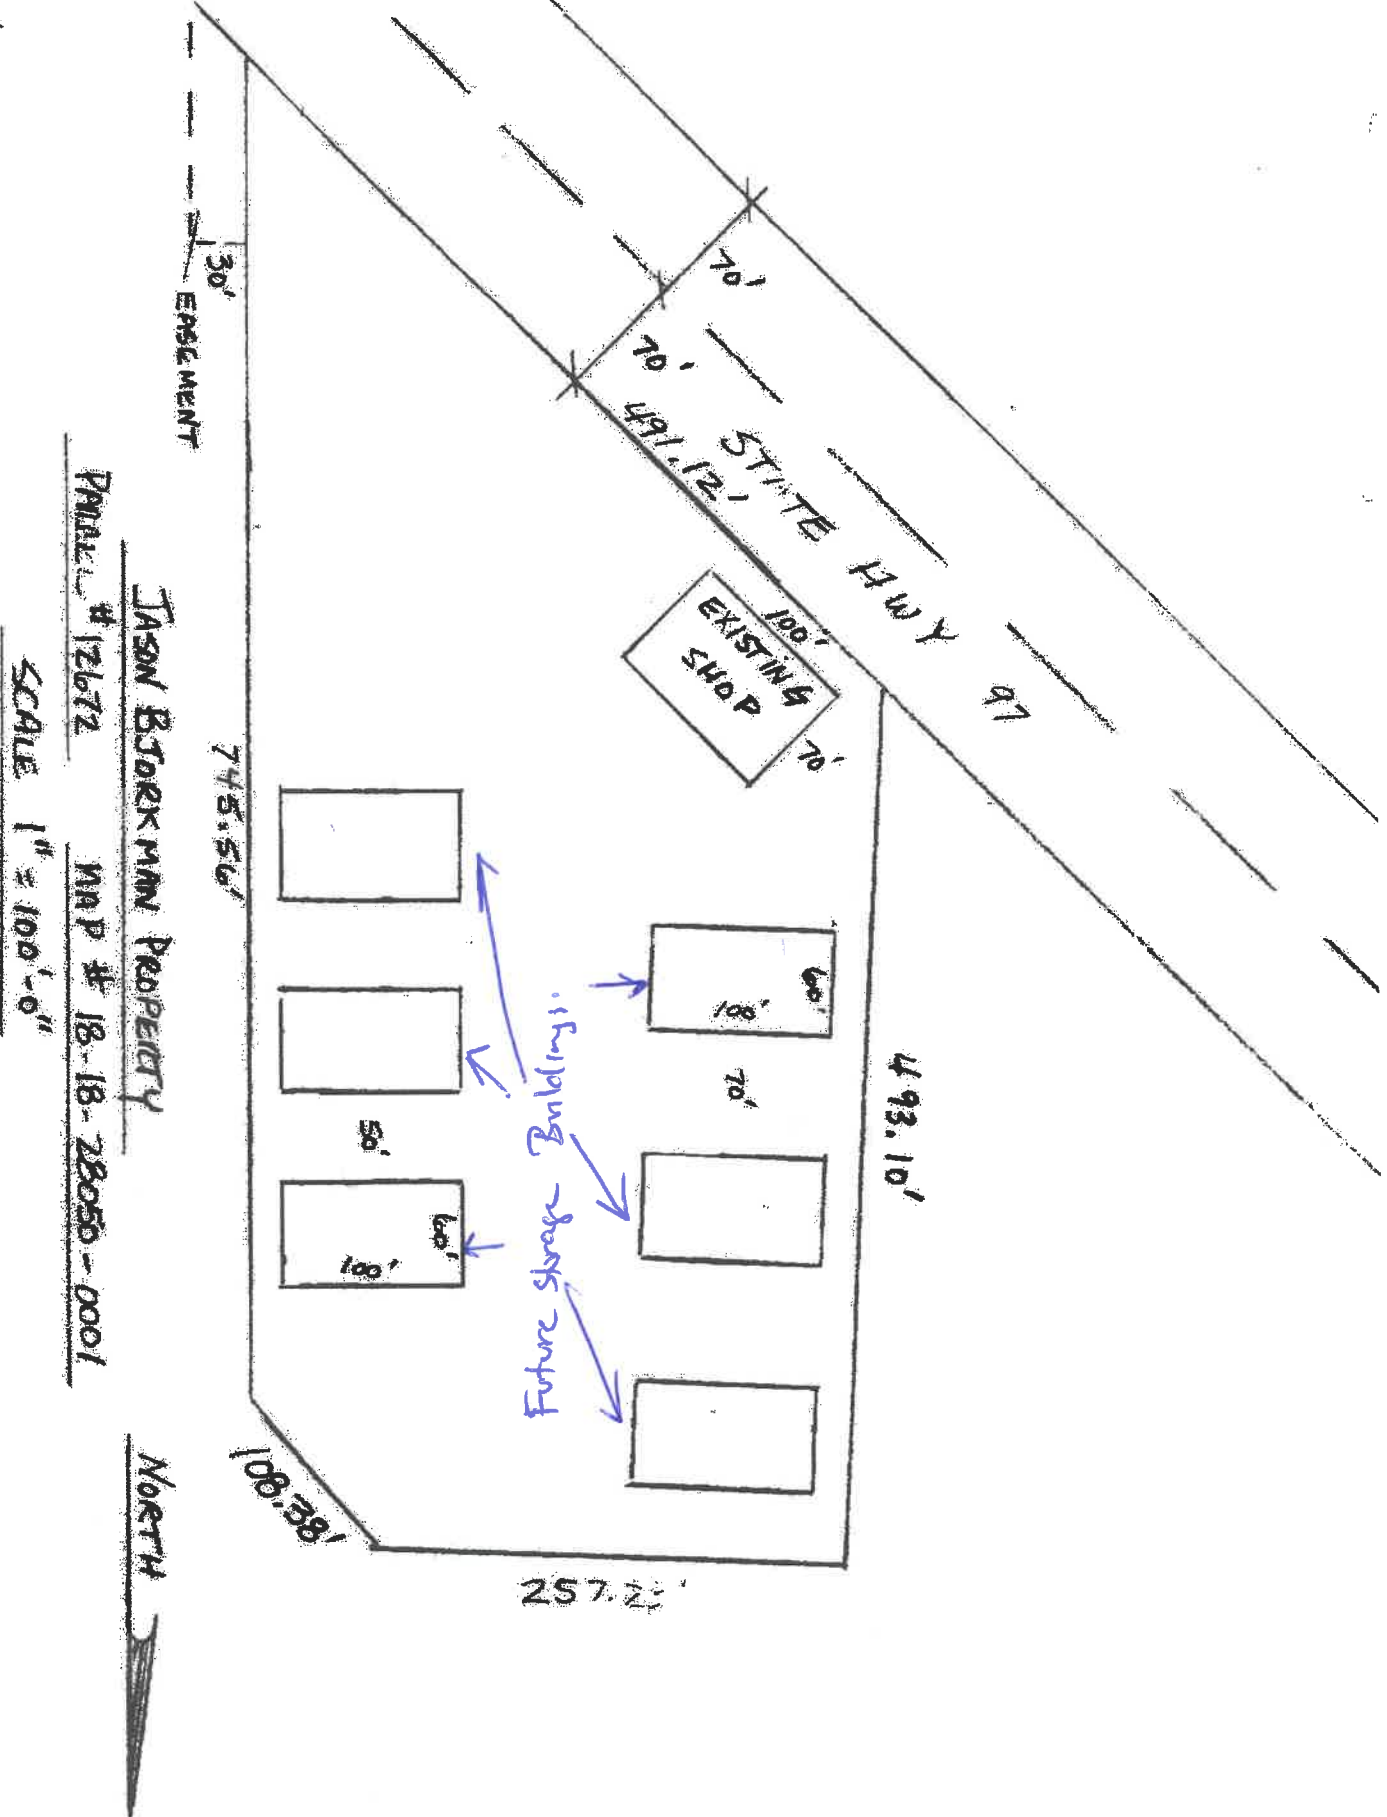 70'
70'
STATE HWY 97
491.12'
30'
EASEMENT
EXISTING
SHOP
100'
70'
745.56'
493.10'
60'
100'
70'
50'
60'
100'
Future Storage Buildings
108.38'
257.
JASON BJORKMAN PROPERTY
PARCEL # 12672
MAP # 18-18-28050-0001
SCALE 1" = 100'-0"
NORTH